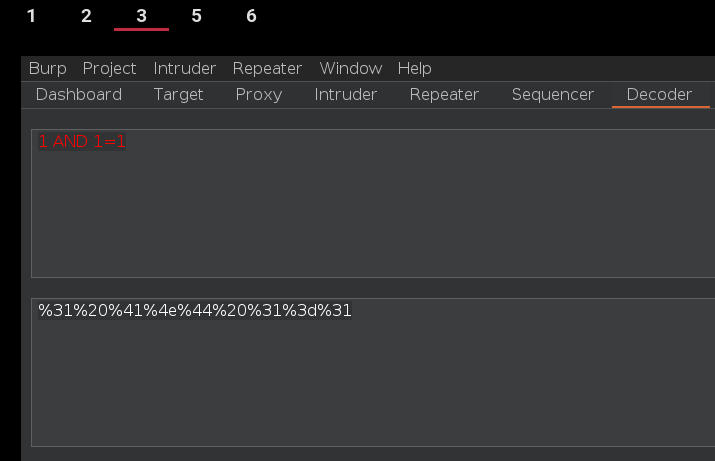 1 2 3 5 6
Burp Project Intruder Repeater Window Help
Dashboard Target Proxy Intruder Repeater Sequencer Decoder
1 AND 1=1
%31%20%41%4e%44%20%31%3d%31